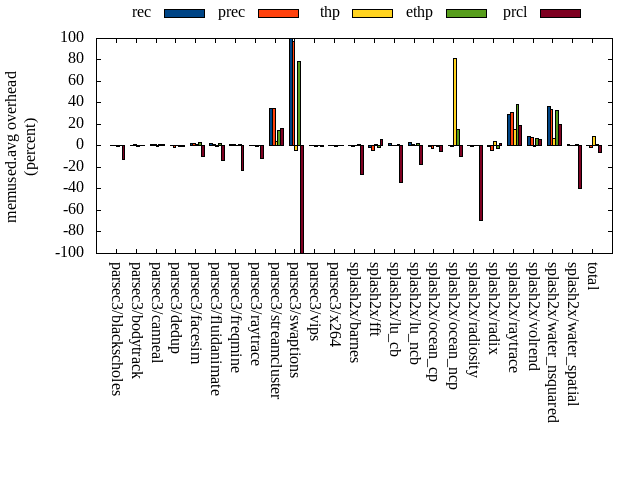 rec prec thp ethp prcl
memused.avg overhead
(percent)
100
80
60
40
20
0
-20
-40
-60
-80
-100
parsec3/blackscholes
parsec3/bodytrack
parsec3/canneal
parsec3/dedup
parsec3/facesim
parsec3/fluidanimate
parsec3/freqmine
parsec3/raytrace
parsec3/streamcluster
parsec3/swaptions
parsec3/vips
parsec3/x264
splash2x/barnes
splash2x/fft
splash2x/lu_cb
splash2x/lu_ncb
splash2x/ocean_cp
splash2x/ocean_ncp
splash2x/radiosity
splash2x/radix
splash2x/raytrace
splash2x/volrend
splash2x/water_nsquared
splash2x/water_spatial
total